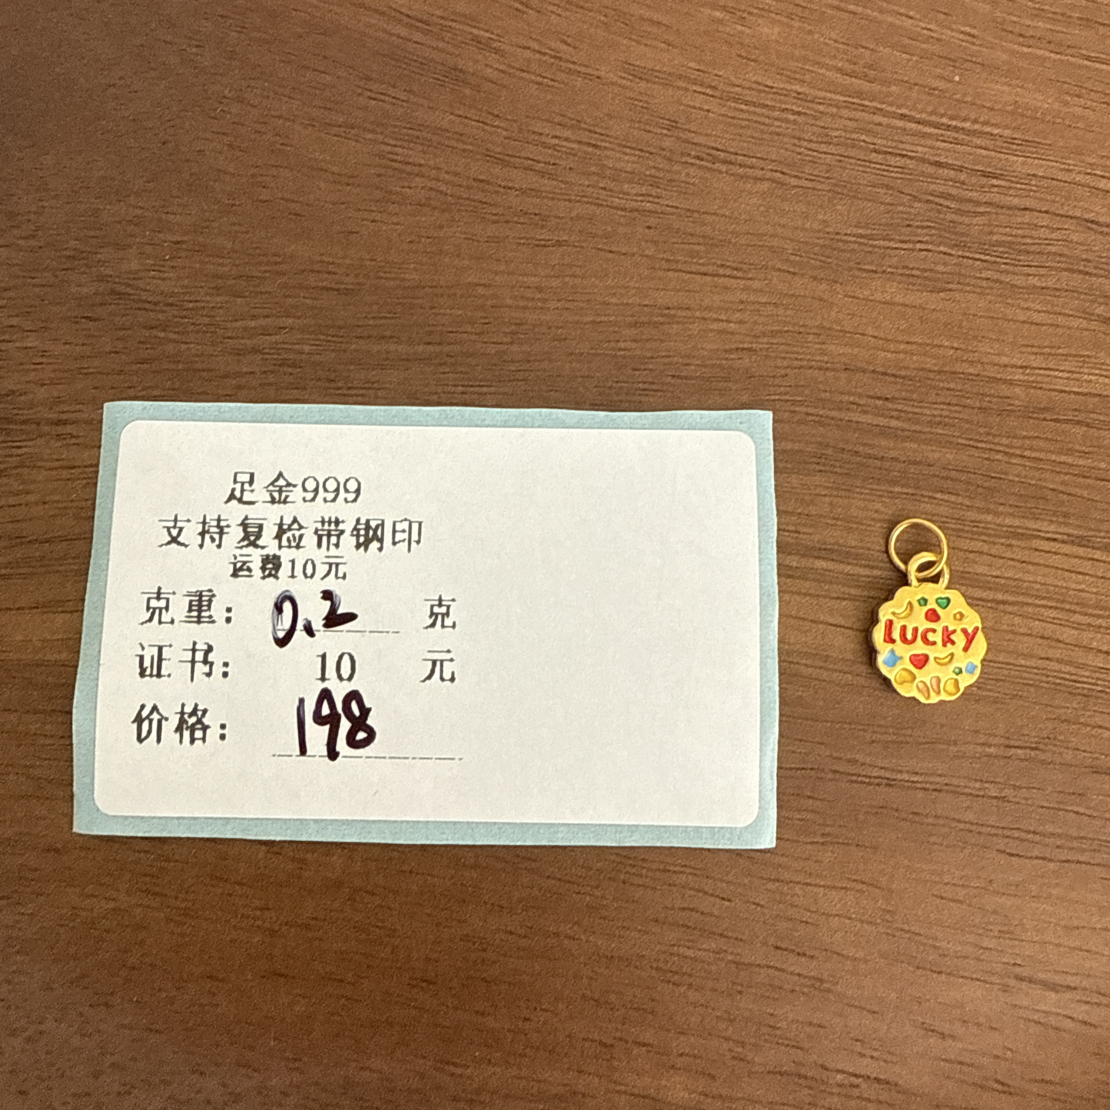 足金999
支持复检带钢印
运费10元
克重：0.2 克
证书： 10 元
价格： 198
LUCKY